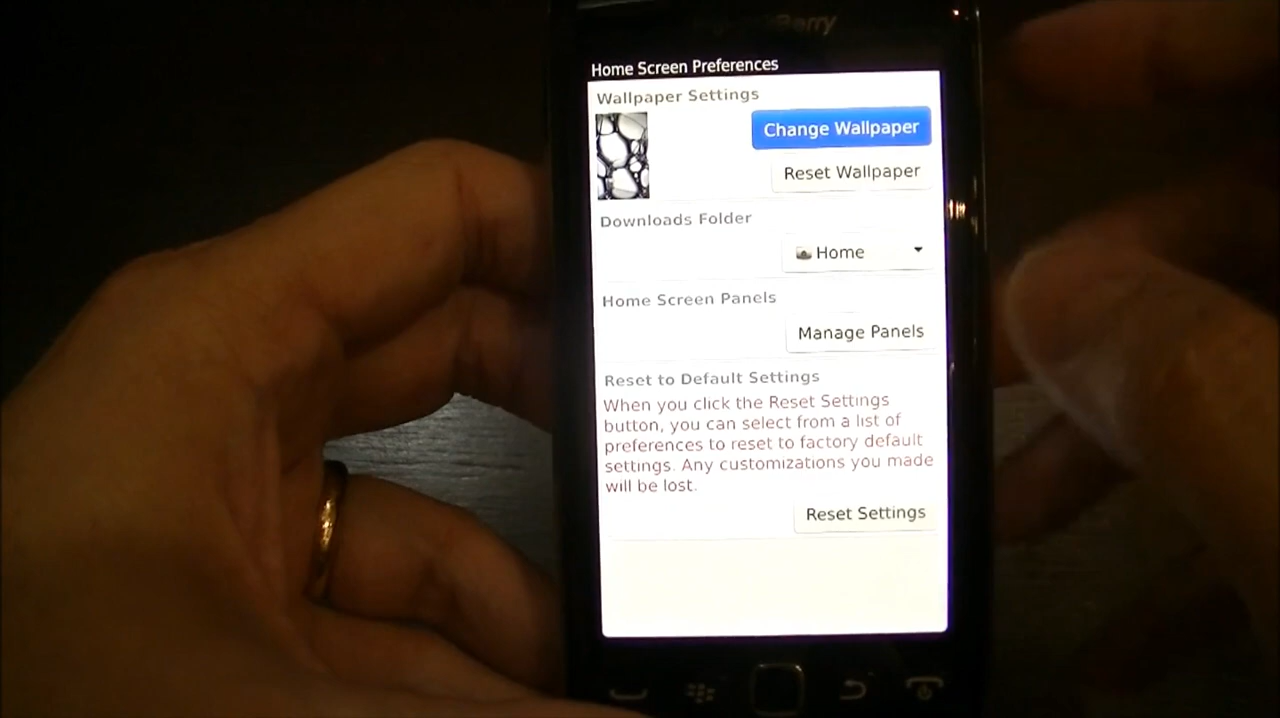 Home Screen Preferences
Wallpaper Settings
Change Wallpaper
Reset Wallpaper
Downloads Folder
Home
Home Screen Panels
Manage Panels
Reset to Default Settings
When you click the Reset Settings
button, you can select from a list of
preferences to reset to factory default
settings. Any customizations you made
will be lost.
Reset Settings